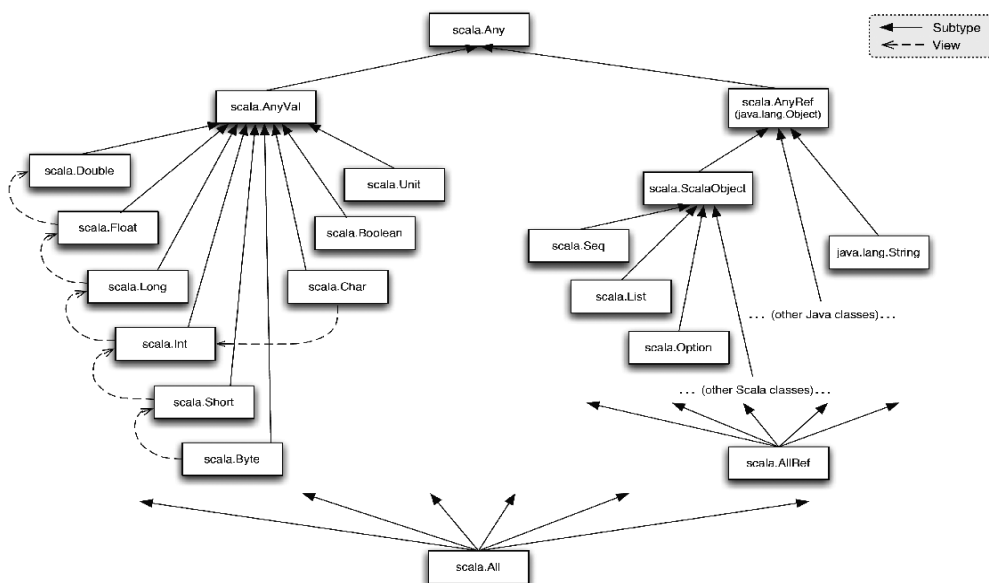 scala.Any
Subtype
View
scala.AnyVal
scala.AnyRef
(java.lang.Object)
scala.Double
scala.Unit
scala.ScalaObject
scala.Float
scala.Boolean
scala.Seq
java.lang.String
scala.Long
scala.Char
scala.List
... (other Java classes)...
scala.Int
scala.Option
scala.Short
... (other Scala classes)...
scala.Byte
scala.AllRef
scala.All